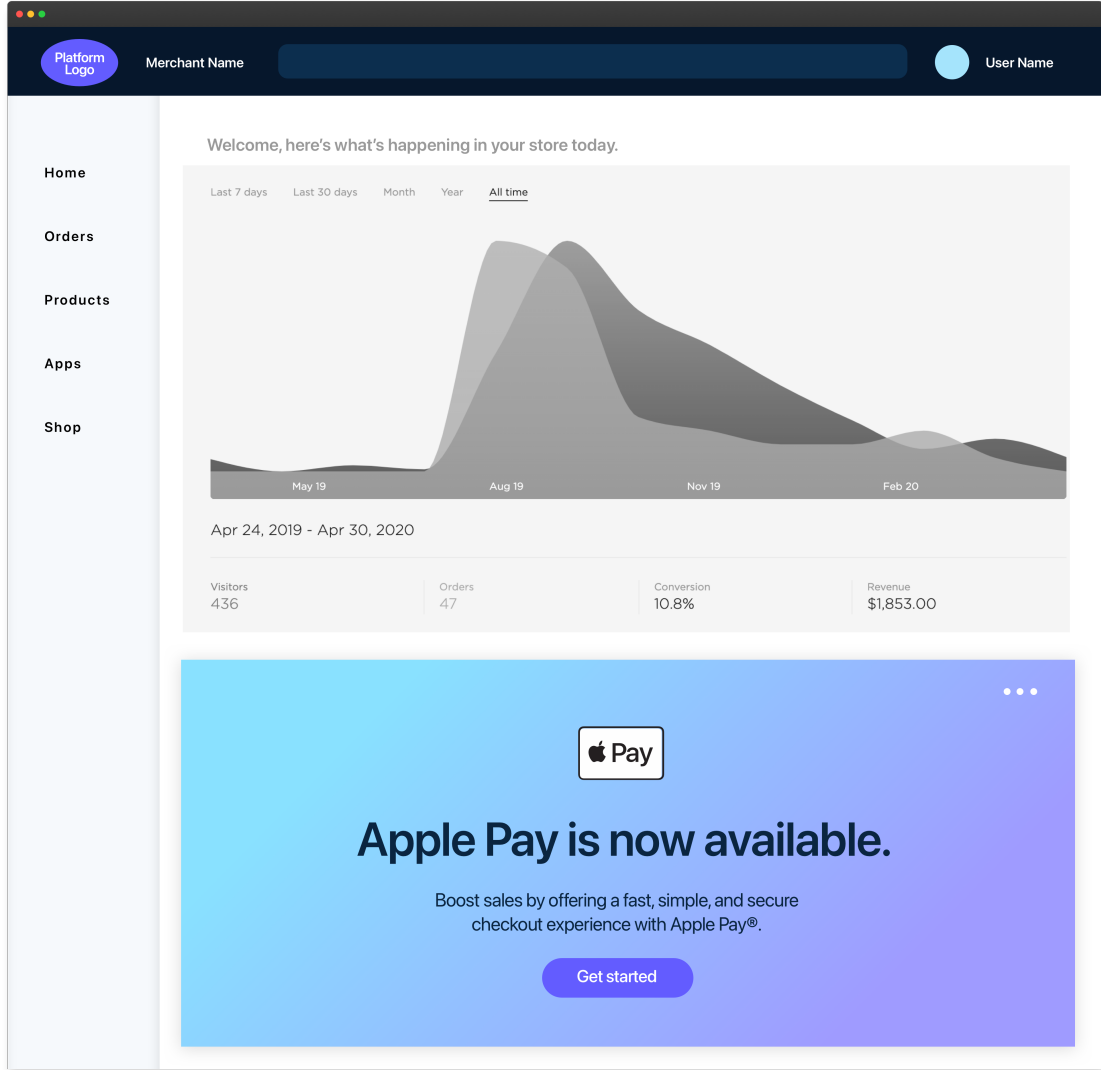 Platform
Logo
Merchant Name
User Name
Home
Orders
Products
Apps
Shop
Welcome, here’s what’s happening in your store today.
Last 7 days Last 30 days Month Year All time
May 19 Aug 19 Nov 19 Feb 20
Apr 24, 2019 - Apr 30, 2020
Visitors Orders Conversion Revenue
436 47 10.8% $1,853.00
Pay
Apple Pay is now available.
Boost sales by offering a fast, simple, and secure
checkout experience with Apple Pay®.
Get started